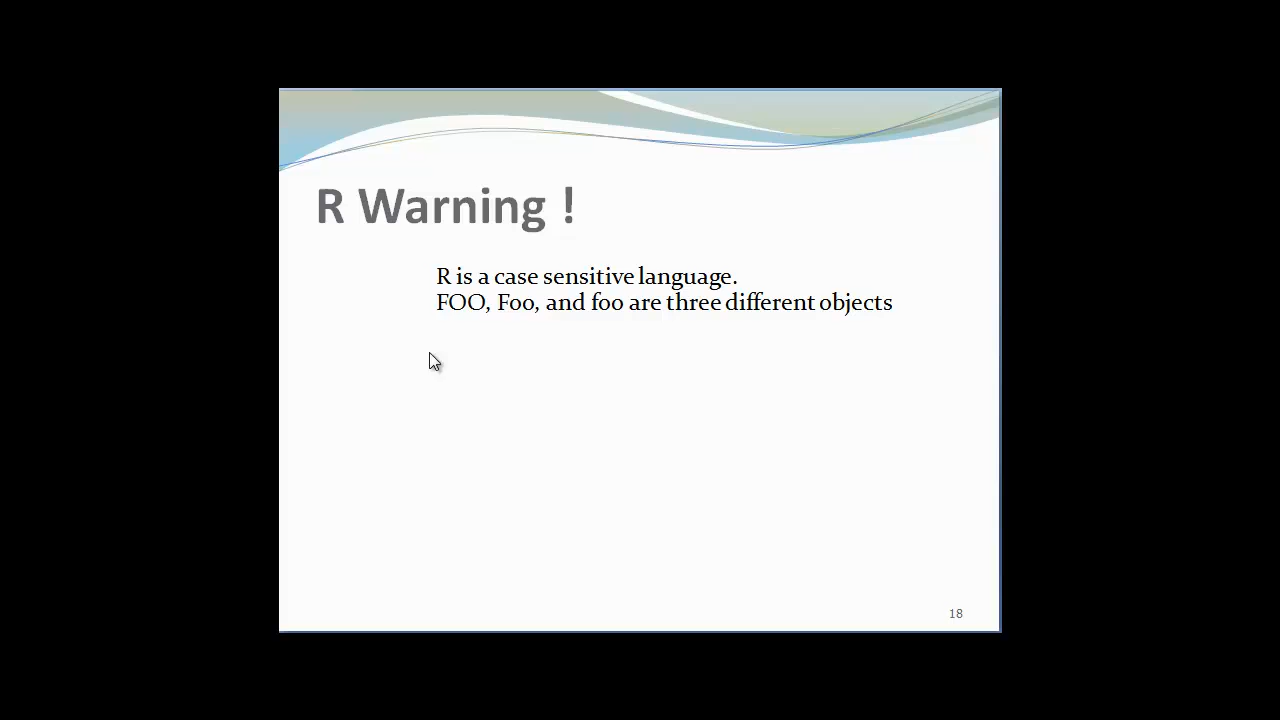 R Warning !
R is a case sensitive language.
FOO, Foo, and foo are three different objects
18